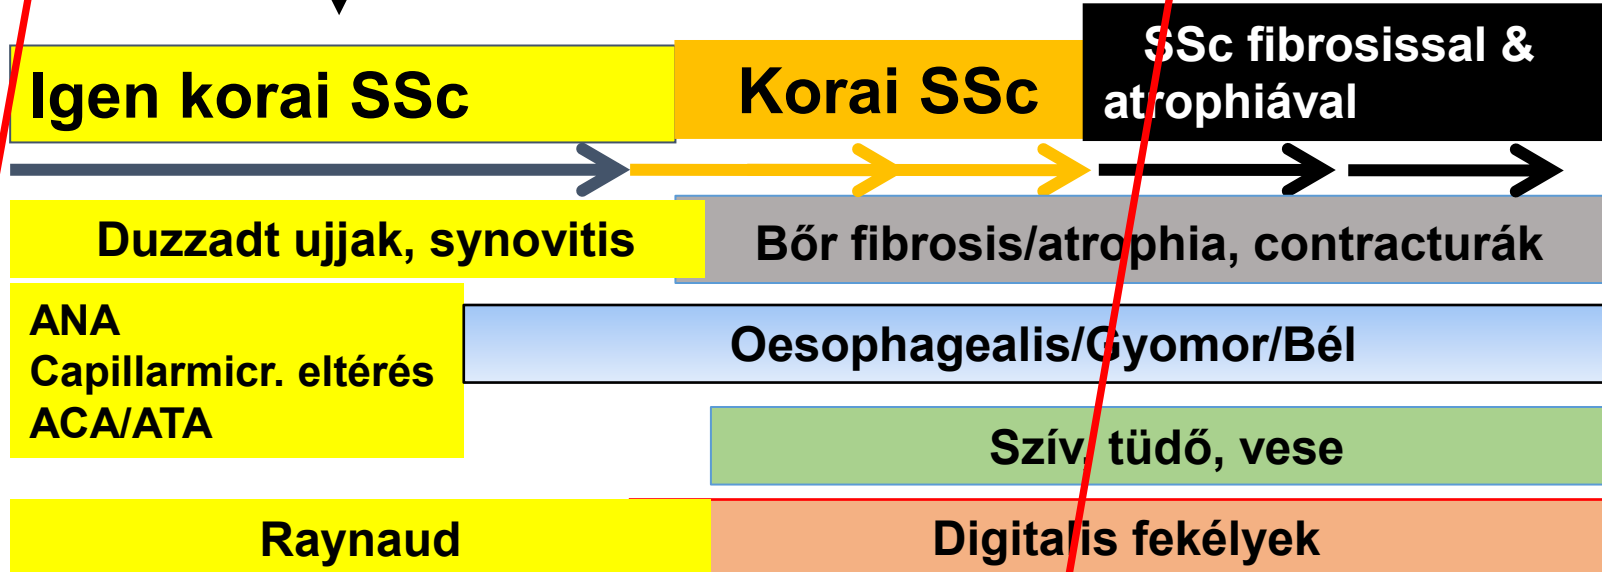 Igen korai SSc
Korai SSc
SSc fibrosissal &
atrophiával
Duzzadt ujjak, synovitis
Bőr fibrosis/atrophia, contracturák
ANA
Capillarmicr. eltérés
ACA/ATA
Oesophagealis/Gyomor/Bél
Szív, tüdő, vese
Raynaud
Digitalis fekélyek